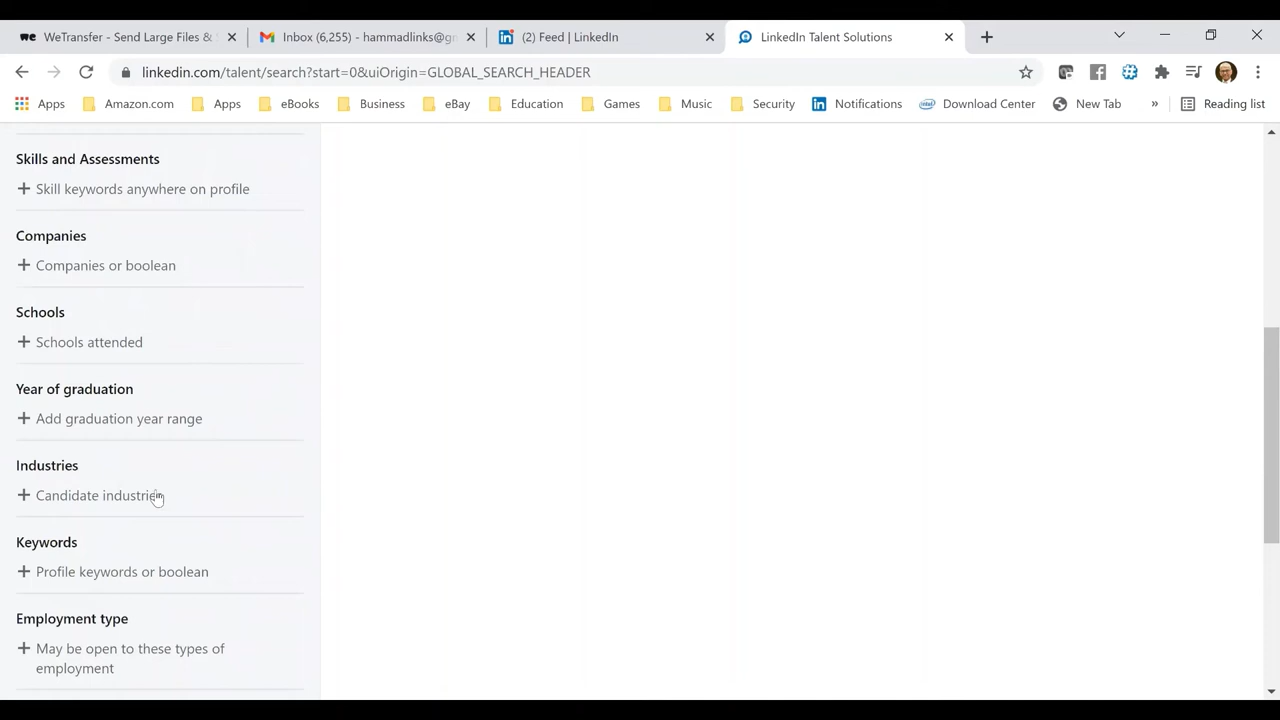 WeTransfer - Send Large Files &
Inbox (6,255) - hammadlinks@g
(2) Feed | LinkedIn
LinkedIn Talent Solutions
linkedin.com/talent/search?start=0&uiOrigin=GLOBAL_SEARCH_HEADER
Apps Amazon.com Apps eBooks Business eBay Education Games Music Security Notifications Download Center New Tab » Reading list
Skills and Assessments
+ Skill keywords anywhere on profile
Companies
+ Companies or boolean
Schools
+ Schools attended
Year of graduation
+ Add graduation year range
Industries
+ Candidate industries
Keywords
+ Profile keywords or boolean
Employment type
+ May be open to these types of
employment